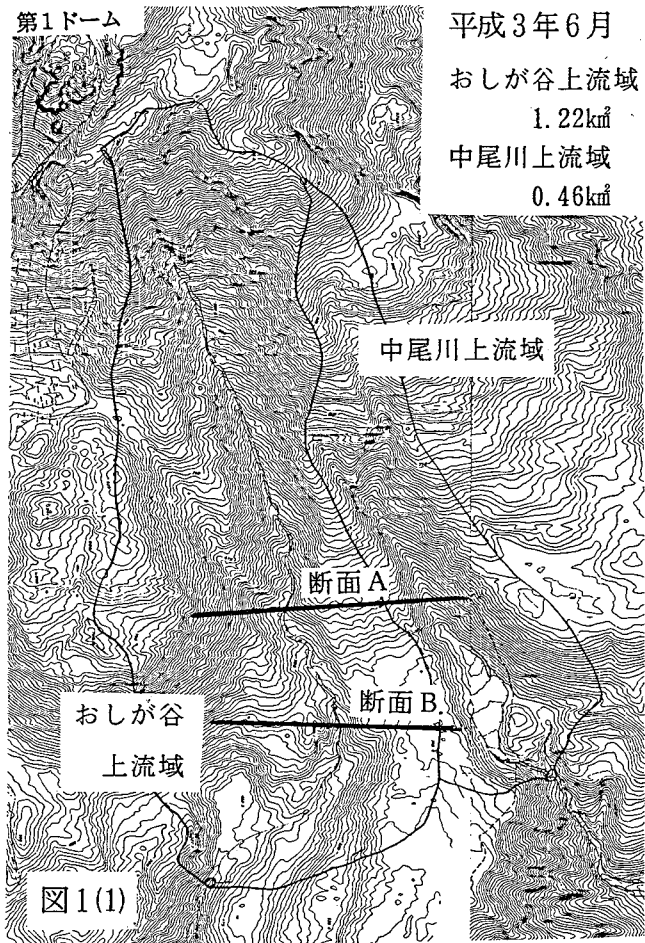 第1ドーム
平成3年6月
おしが谷上流域
1.22k㎡
中尾川上流域
0.46k㎡
中尾川上流域
断面A
断面B
おしが谷
上流域
図1(1)